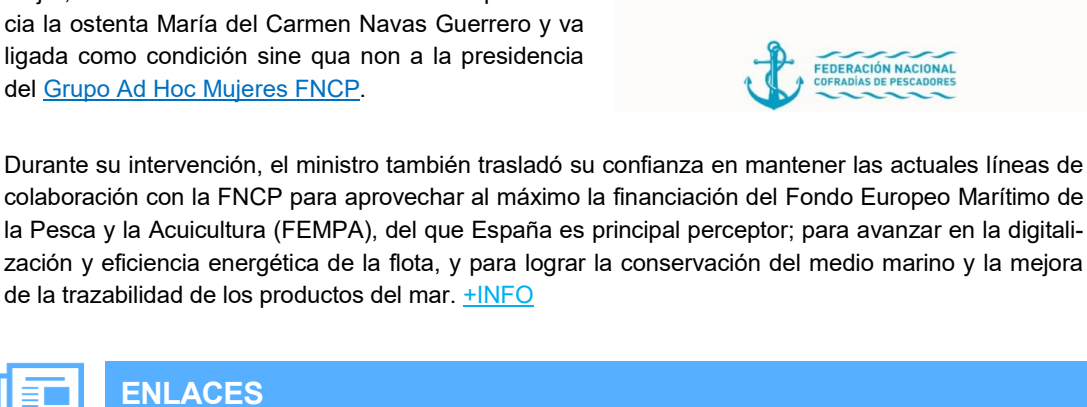 cia la ostenta María del Carmen Navas Guerrero y va
ligada como condición sine qua non a la presidencia
del Grupo Ad Hoc Mujeres FNCP.
FEDERACIÓN NACIONAL
COFRADÍAS DE PESCADORES
Durante su intervención, el ministro también trasladó su confianza en mantener las actuales líneas de
colaboración con la FNCP para aprovechar al máximo la financiación del Fondo Europeo Marítimo de
la Pesca y la Acuicultura (FEMPA), del que España es principal perceptor; para avanzar en la digitali-
zación y eficiencia energética de la flota, y para lograr la conservación del medio marino y la mejora
de la trazabilidad de los productos del mar. +INFO
ENLACES